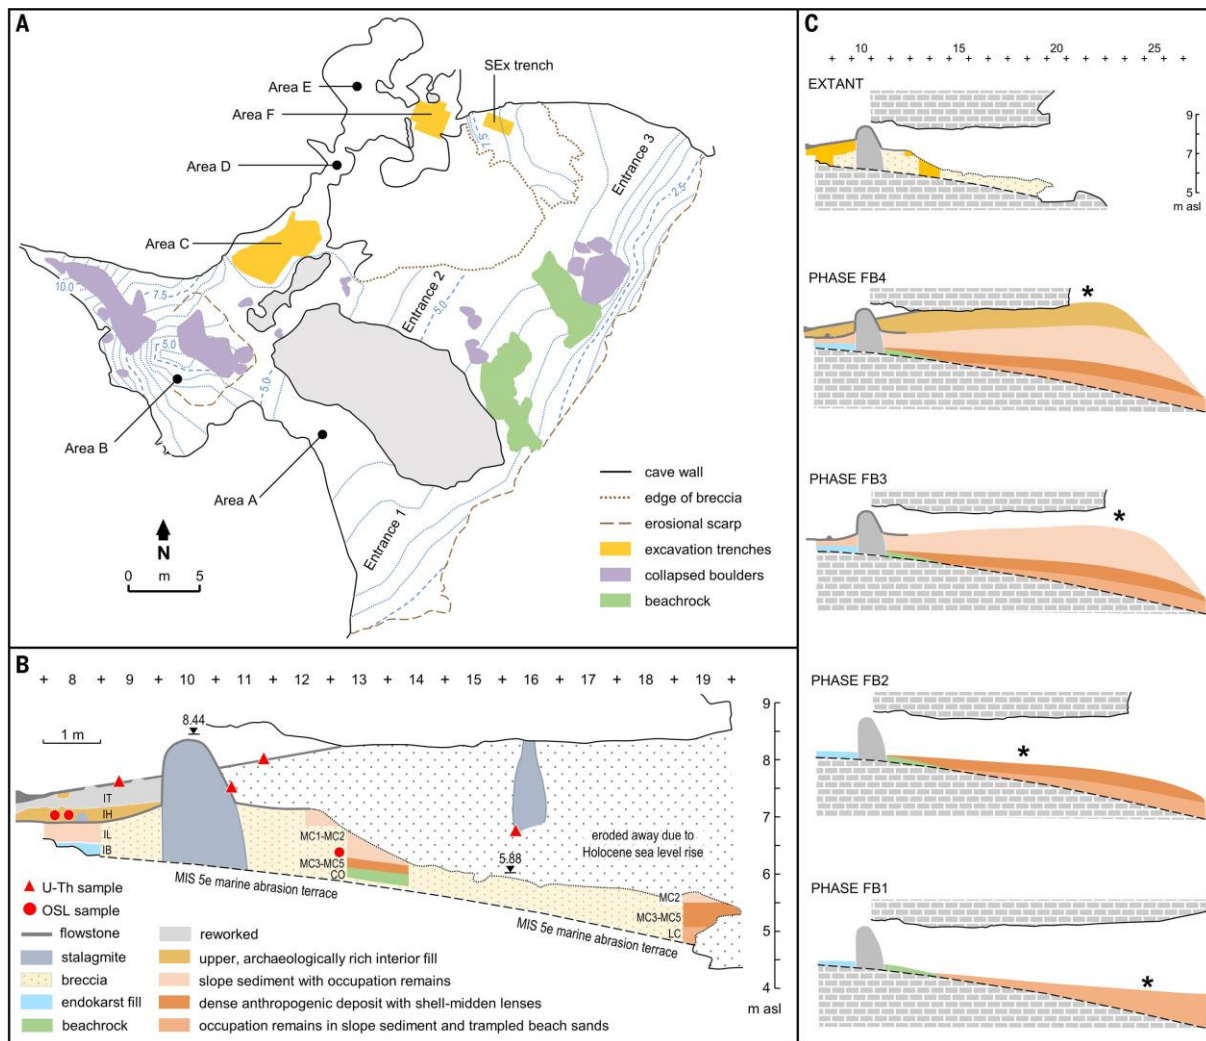 A
Area E
SEx trench
Area F
7.5
Area D
Entrance 3
2.5
Area C
10.0
7.5
Entrance 2
5.0
5.0
5.0
Area B
Area A
Entrance 1
N
0 m 5
cave wall
edge of breccia
erosional scarp
excavation trenches
collapsed boulders
beachrock
B
8 9 10 11 12 13 14 15 16 17 18 19
1 m
8.44
9
8
7
6
5
4
m asl
IT
IH
IL
IB
MC1-MC2
MC3-MC5
CO
eroded away due to
Holocene sea level rise
5.88
MC2
MC3-MC5
LC
MIS 5e marine abrasion terrace
MIS 5e marine abrasion terrace
U-Th sample
OSL sample
flowstone
stalagmite
breccia
endokarst fill
beachrock
reworked
upper, archaeologically rich interior fill
slope sediment with occupation remains
dense anthropogenic deposit with shell-midden lenses
occupation remains in slope sediment and trampled beach sands
C
10 15 20 25
EXTANT
9
7
5
m asl
PHASE FB4
*
PHASE FB3
*
PHASE FB2
*
PHASE FB1
*